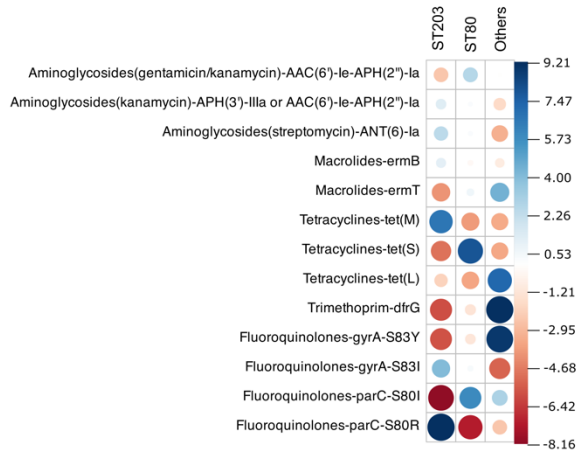 ST203
ST80
Others
Aminoglycosides(gentamicin/kanamycin)-AAC(6')-Ie-APH(2")-Ia
Aminoglycosides(kanamycin)-APH(3')-IIIa or AAC(6')-Ie-APH(2")-Ia
Aminoglycosides(streptomycin)-ANT(6)-Ia
Macrolides-ermB
Macrolides-ermT
Tetracyclines-tet(M)
Tetracyclines-tet(S)
Tetracyclines-tet(L)
Trimethoprim-dfrG
Fluoroquinolones-gyrA-S83Y
Fluoroquinolones-gyrA-S83I
Fluoroquinolones-parC-S80I
Fluoroquinolones-parC-S80R
9.21
7.47
5.73
4.00
2.26
0.53
-1.21
-2.95
-4.68
-6.42
-8.16